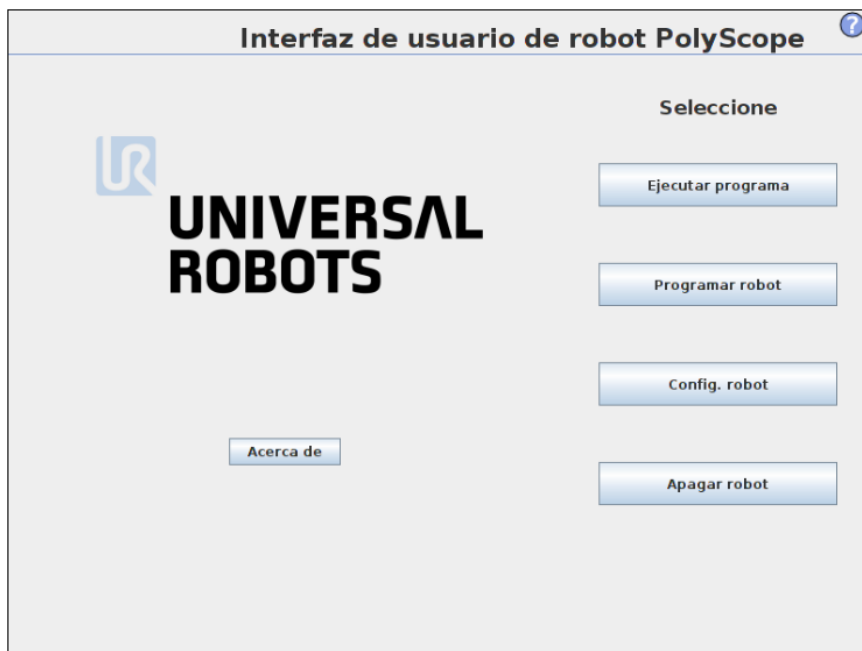 Interfaz de usuario de robot PolyScope
?
Seleccione
UR
UNIVERSAL
ROBOTS
Ejecutar programa
Programar robot
Config. robot
Acerca de
Apagar robot